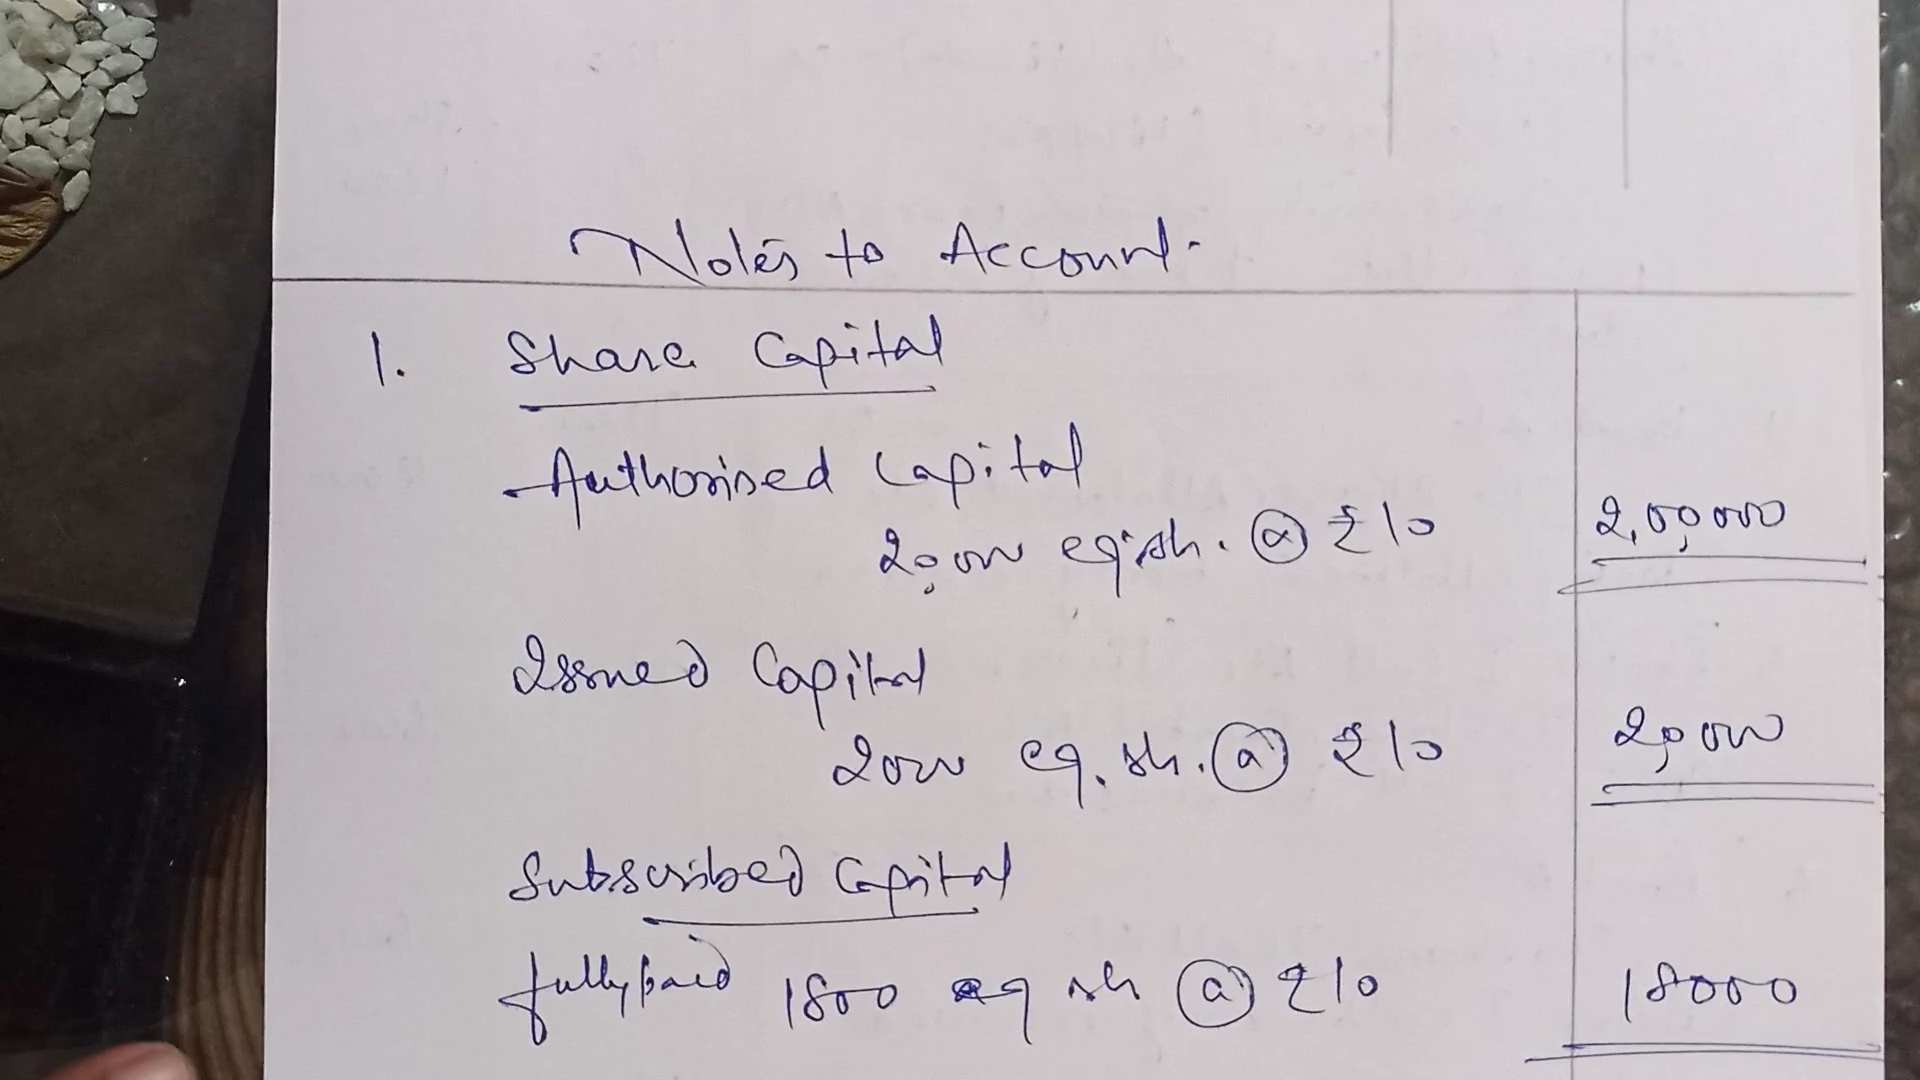 Notes to Account.
1. Share Capital
Authorised Capital
20,000 eq. sh. @ ₹10 2,00,000
Issued Capital
2000 eq. sh. @ ₹10 20,000
Subscribed Capital
fully paid 1800 eq sh @ ₹10 18000